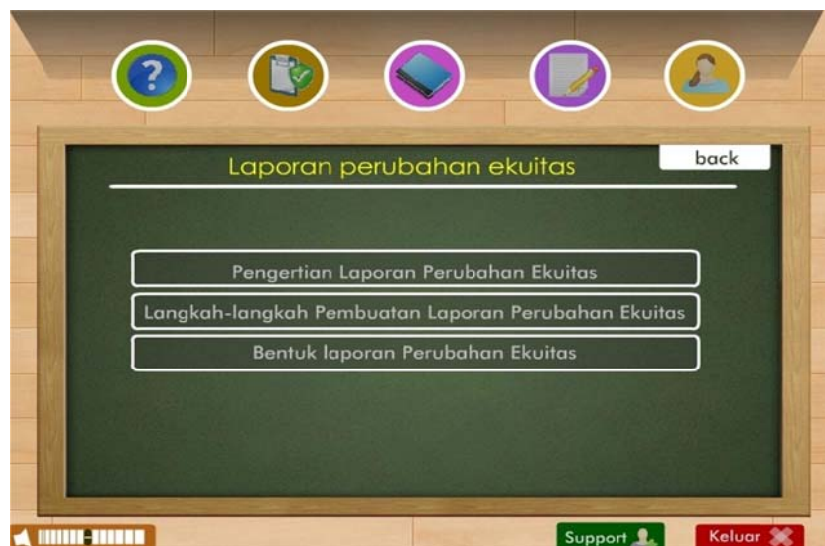 Laporan perubahan ekuitas
back
Pengertian Laporan Perubahan Ekuitas
Langkah-langkah Pembuatan Laporan Perubahan Ekuitas
Bentuk laporan Perubahan Ekuitas
Support
Keluar